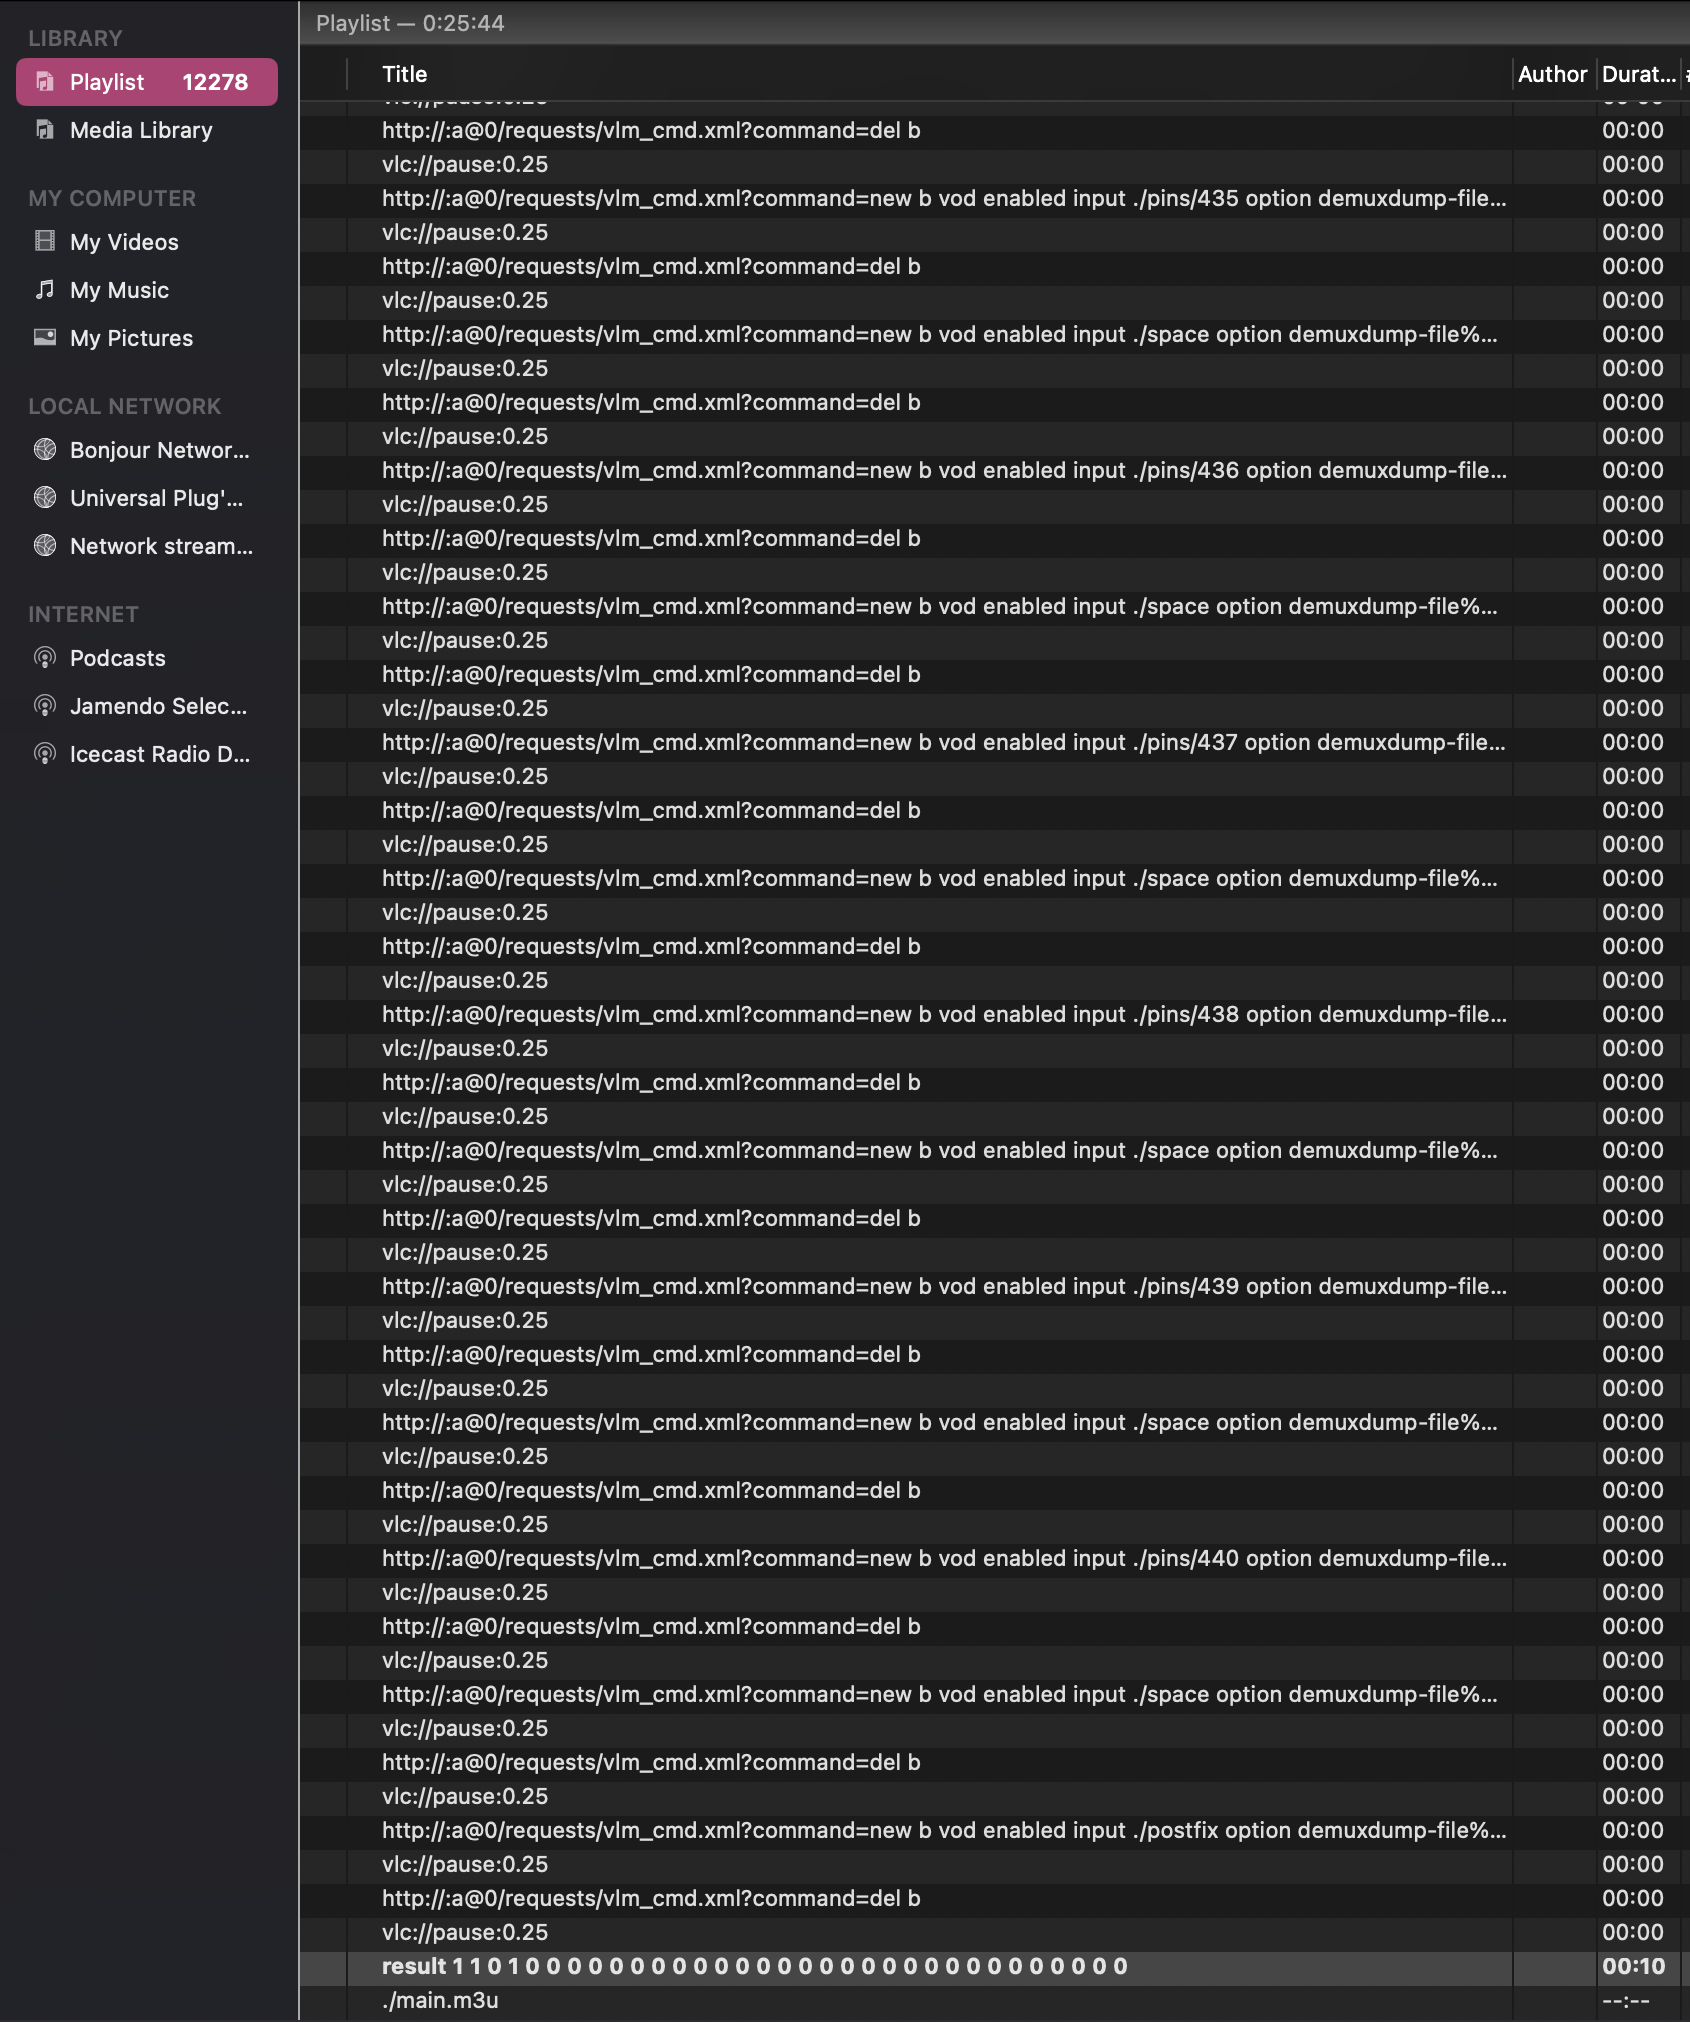 LIBRARY
Playlist 12278
Media Library
MY COMPUTER
My Videos
My Music
My Pictures
LOCAL NETWORK
Bonjour Networ...
Universal Plug'...
Network stream...
INTERNET
Podcasts
Jamendo Selec...
Icecast Radio D...
Playlist — 0:25:44
Title Author Durat...
http://:a@0/requests/vlm_cmd.xml?command=del b 00:00
vlc://pause:0.25 00:00
http://:a@0/requests/vlm_cmd.xml?command=new b vod enabled input ./pins/435 option demuxdump-file... 00:00
vlc://pause:0.25 00:00
http://:a@0/requests/vlm_cmd.xml?command=del b 00:00
vlc://pause:0.25 00:00
http://:a@0/requests/vlm_cmd.xml?command=new b vod enabled input ./space option demuxdump-file%... 00:00
vlc://pause:0.25 00:00
http://:a@0/requests/vlm_cmd.xml?command=del b 00:00
vlc://pause:0.25 00:00
http://:a@0/requests/vlm_cmd.xml?command=new b vod enabled input ./pins/436 option demuxdump-file... 00:00
vlc://pause:0.25 00:00
http://:a@0/requests/vlm_cmd.xml?command=del b 00:00
vlc://pause:0.25 00:00
http://:a@0/requests/vlm_cmd.xml?command=new b vod enabled input ./space option demuxdump-file%... 00:00
vlc://pause:0.25 00:00
http://:a@0/requests/vlm_cmd.xml?command=del b 00:00
vlc://pause:0.25 00:00
http://:a@0/requests/vlm_cmd.xml?command=new b vod enabled input ./pins/437 option demuxdump-file... 00:00
vlc://pause:0.25 00:00
http://:a@0/requests/vlm_cmd.xml?command=del b 00:00
vlc://pause:0.25 00:00
http://:a@0/requests/vlm_cmd.xml?command=new b vod enabled input ./space option demuxdump-file%... 00:00
vlc://pause:0.25 00:00
http://:a@0/requests/vlm_cmd.xml?command=del b 00:00
vlc://pause:0.25 00:00
http://:a@0/requests/vlm_cmd.xml?command=new b vod enabled input ./pins/438 option demuxdump-file... 00:00
vlc://pause:0.25 00:00
http://:a@0/requests/vlm_cmd.xml?command=del b 00:00
vlc://pause:0.25 00:00
http://:a@0/requests/vlm_cmd.xml?command=new b vod enabled input ./space option demuxdump-file%... 00:00
vlc://pause:0.25 00:00
http://:a@0/requests/vlm_cmd.xml?command=del b 00:00
vlc://pause:0.25 00:00
http://:a@0/requests/vlm_cmd.xml?command=new b vod enabled input ./pins/439 option demuxdump-file... 00:00
vlc://pause:0.25 00:00
http://:a@0/requests/vlm_cmd.xml?command=del b 00:00
vlc://pause:0.25 00:00
http://:a@0/requests/vlm_cmd.xml?command=new b vod enabled input ./space option demuxdump-file%... 00:00
vlc://pause:0.25 00:00
http://:a@0/requests/vlm_cmd.xml?command=del b 00:00
vlc://pause:0.25 00:00
http://:a@0/requests/vlm_cmd.xml?command=new b vod enabled input ./pins/440 option demuxdump-file... 00:00
vlc://pause:0.25 00:00
http://:a@0/requests/vlm_cmd.xml?command=del b 00:00
vlc://pause:0.25 00:00
http://:a@0/requests/vlm_cmd.xml?command=new b vod enabled input ./space option demuxdump-file%... 00:00
vlc://pause:0.25 00:00
http://:a@0/requests/vlm_cmd.xml?command=del b 00:00
vlc://pause:0.25 00:00
http://:a@0/requests/vlm_cmd.xml?command=new b vod enabled input ./postfix option demuxdump-file%... 00:00
vlc://pause:0.25 00:00
http://:a@0/requests/vlm_cmd.xml?command=del b 00:00
vlc://pause:0.25 00:00
result 1 1 0 1 0 0 0 0 0 0 0 0 0 0 0 0 0 0 0 0 0 0 0 0 0 0 0 0 0 0 0 0 0 00:10
./main.m3u --:--